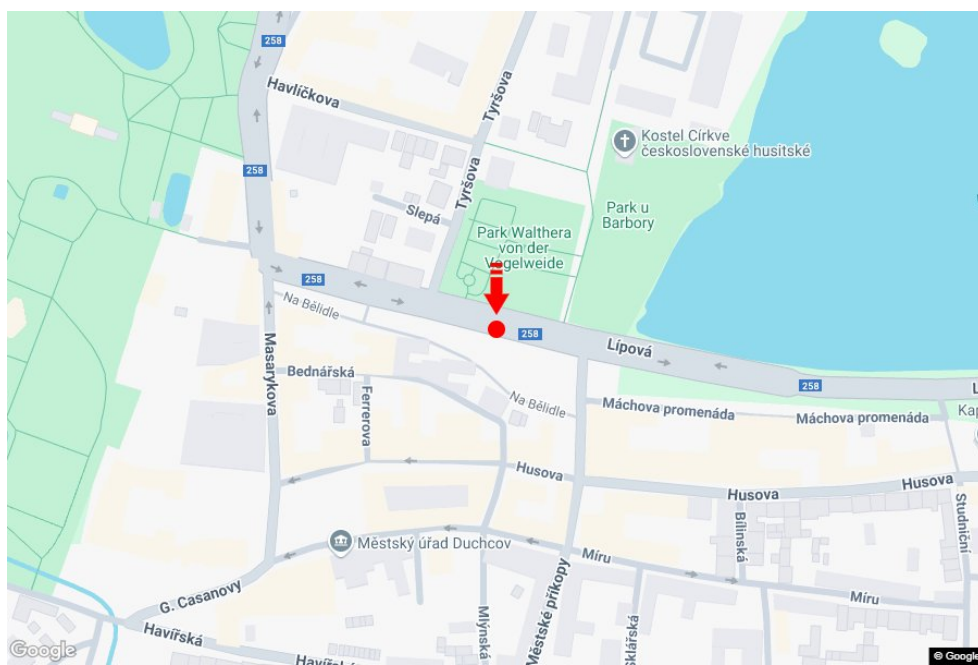 258
Havlíčkova
Tyršova
Kostel Církve
československé husitské
258
Tyršova
Slepá
Park u
Barbory
Park Walthera
von der
Vogelweide
258
Na Bělidle
258
Lípová
Masarykova
Bednářská
Ferrerova
258
L
Na Bělidle
Máchova promenáda
Máchova promenáda
Kap
Husova
Husova
Husova
Studniční
Bílinská
Městský úřad Duchcov
Míru
Míru
G. Casanovy
Mlýnská
Městské příkopy
Sklářská
Havířská
Havířská
Google
© Google